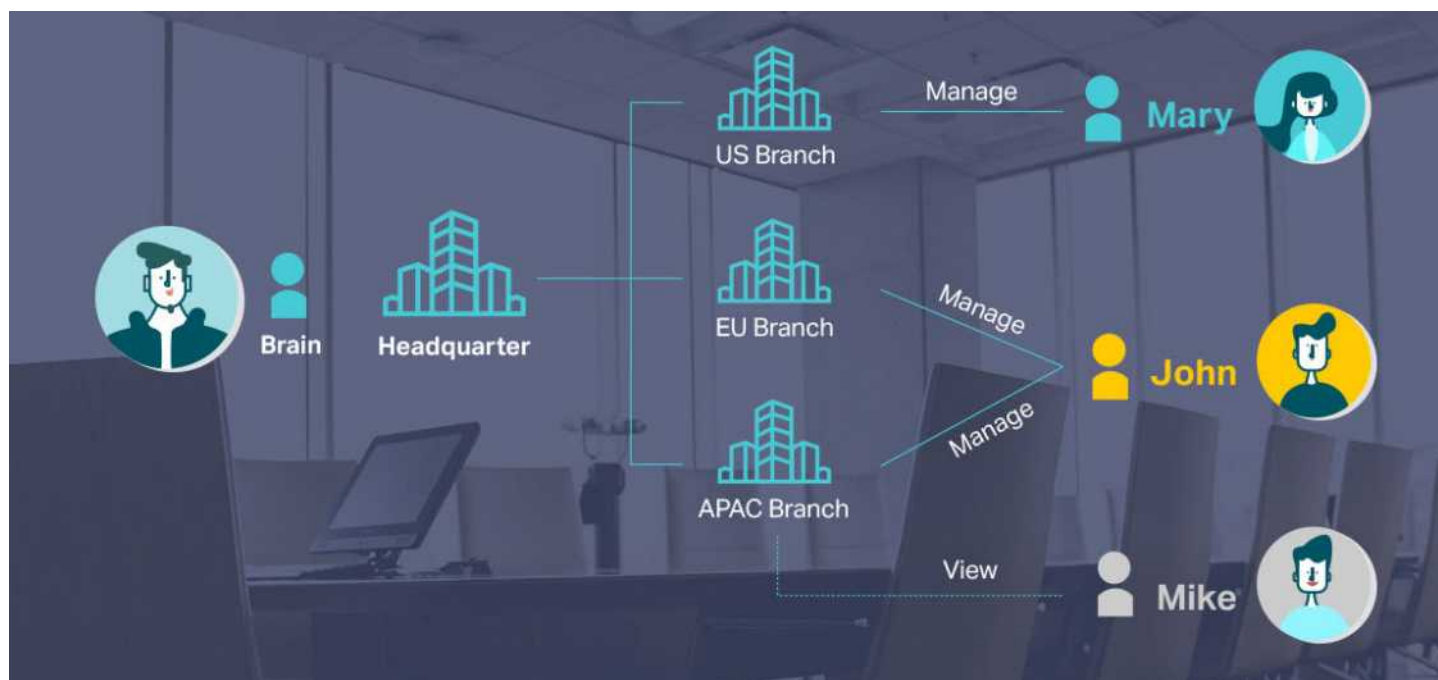 Manage
Mary
US Branch
Brain
Headquarter
EU Branch
Manage
John
Manage
APAC Branch
View
Mike